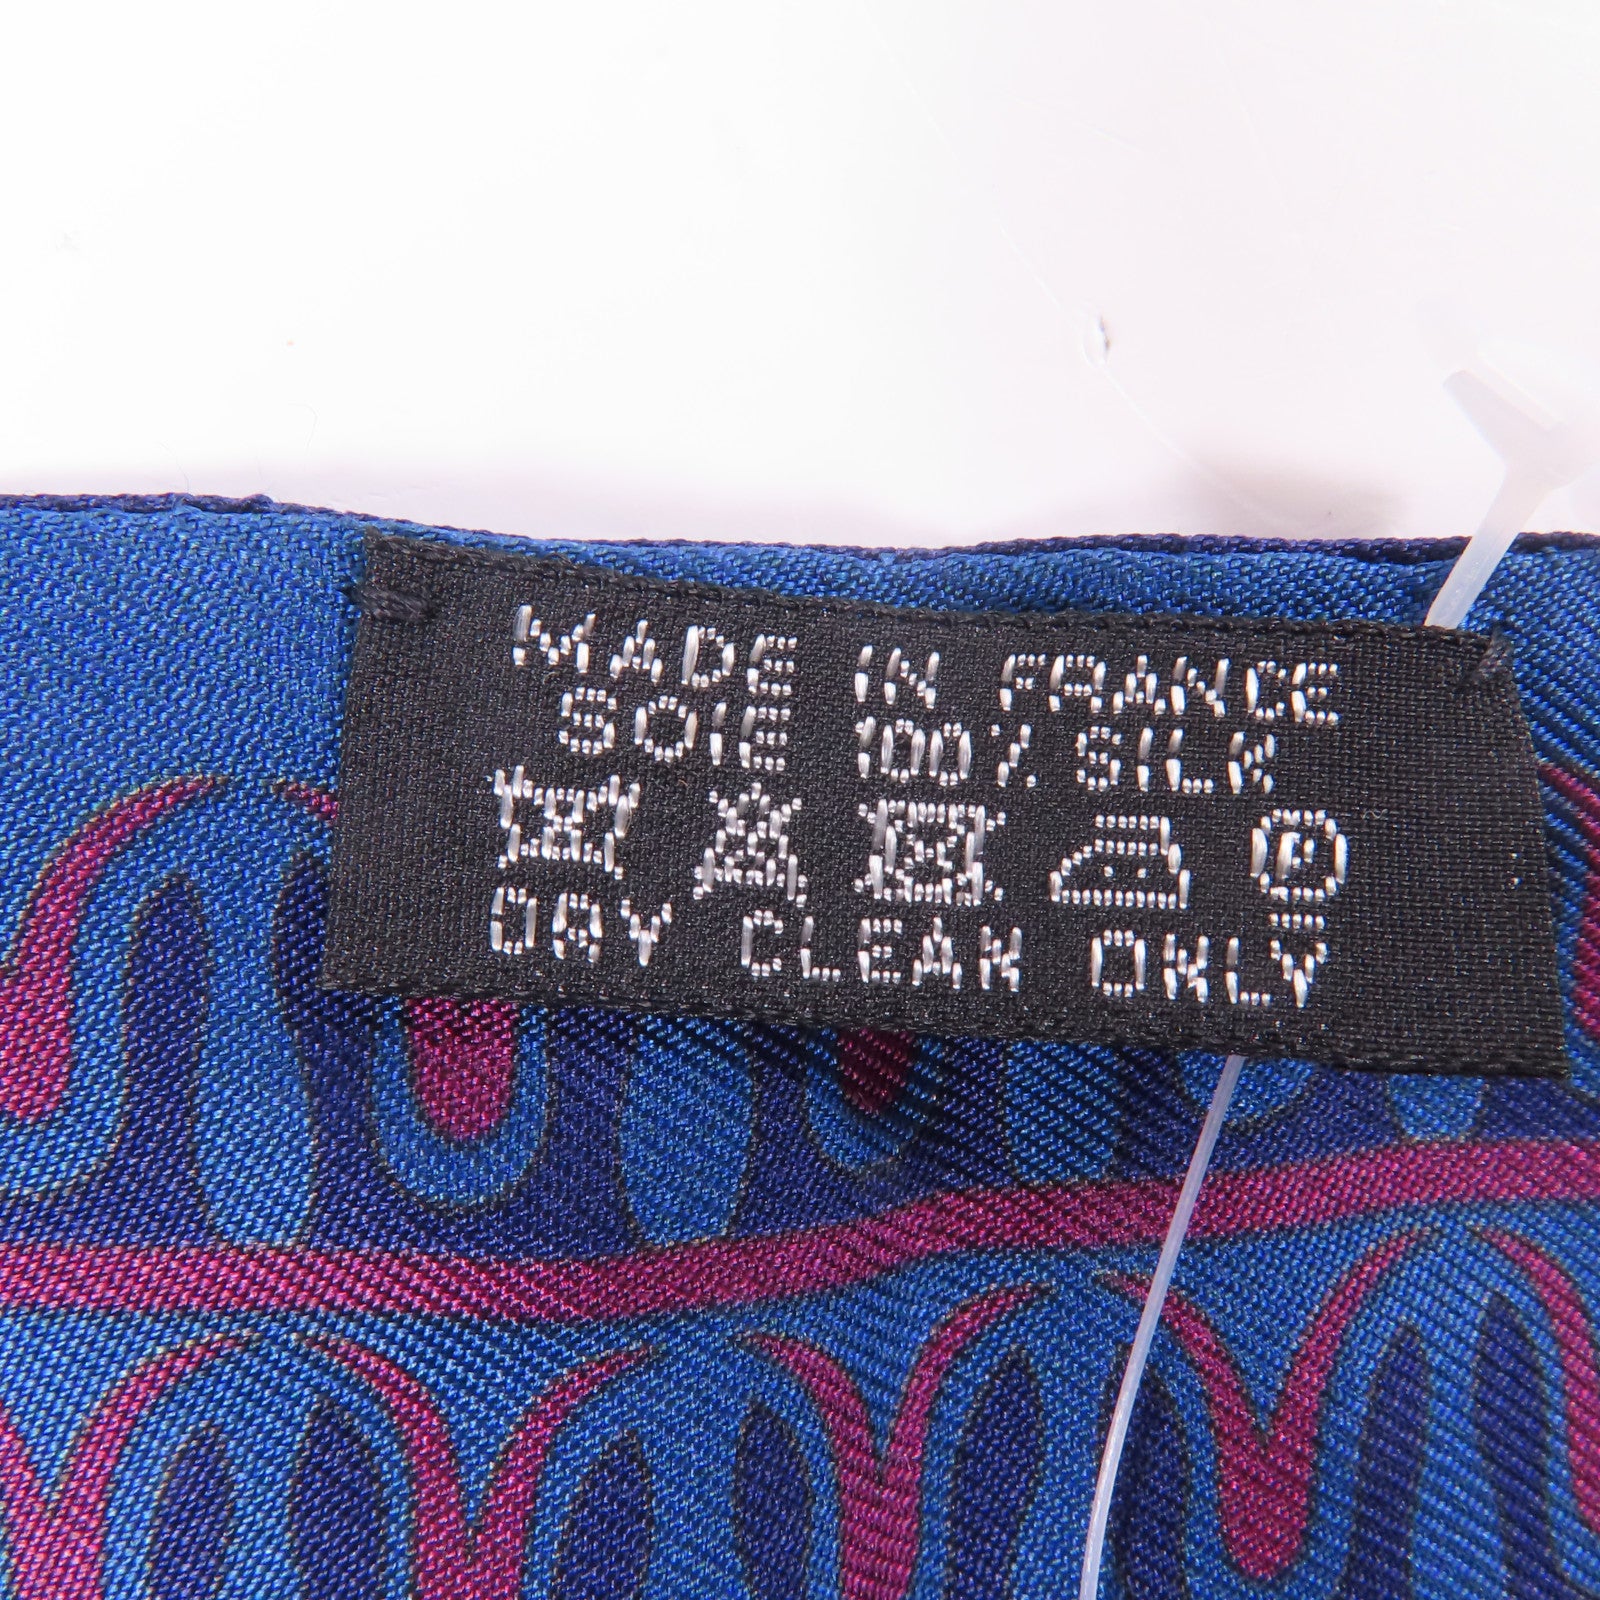 MADE IN FRANCE
SOIE 100% SILK
P
DRY CLEAN ONLY